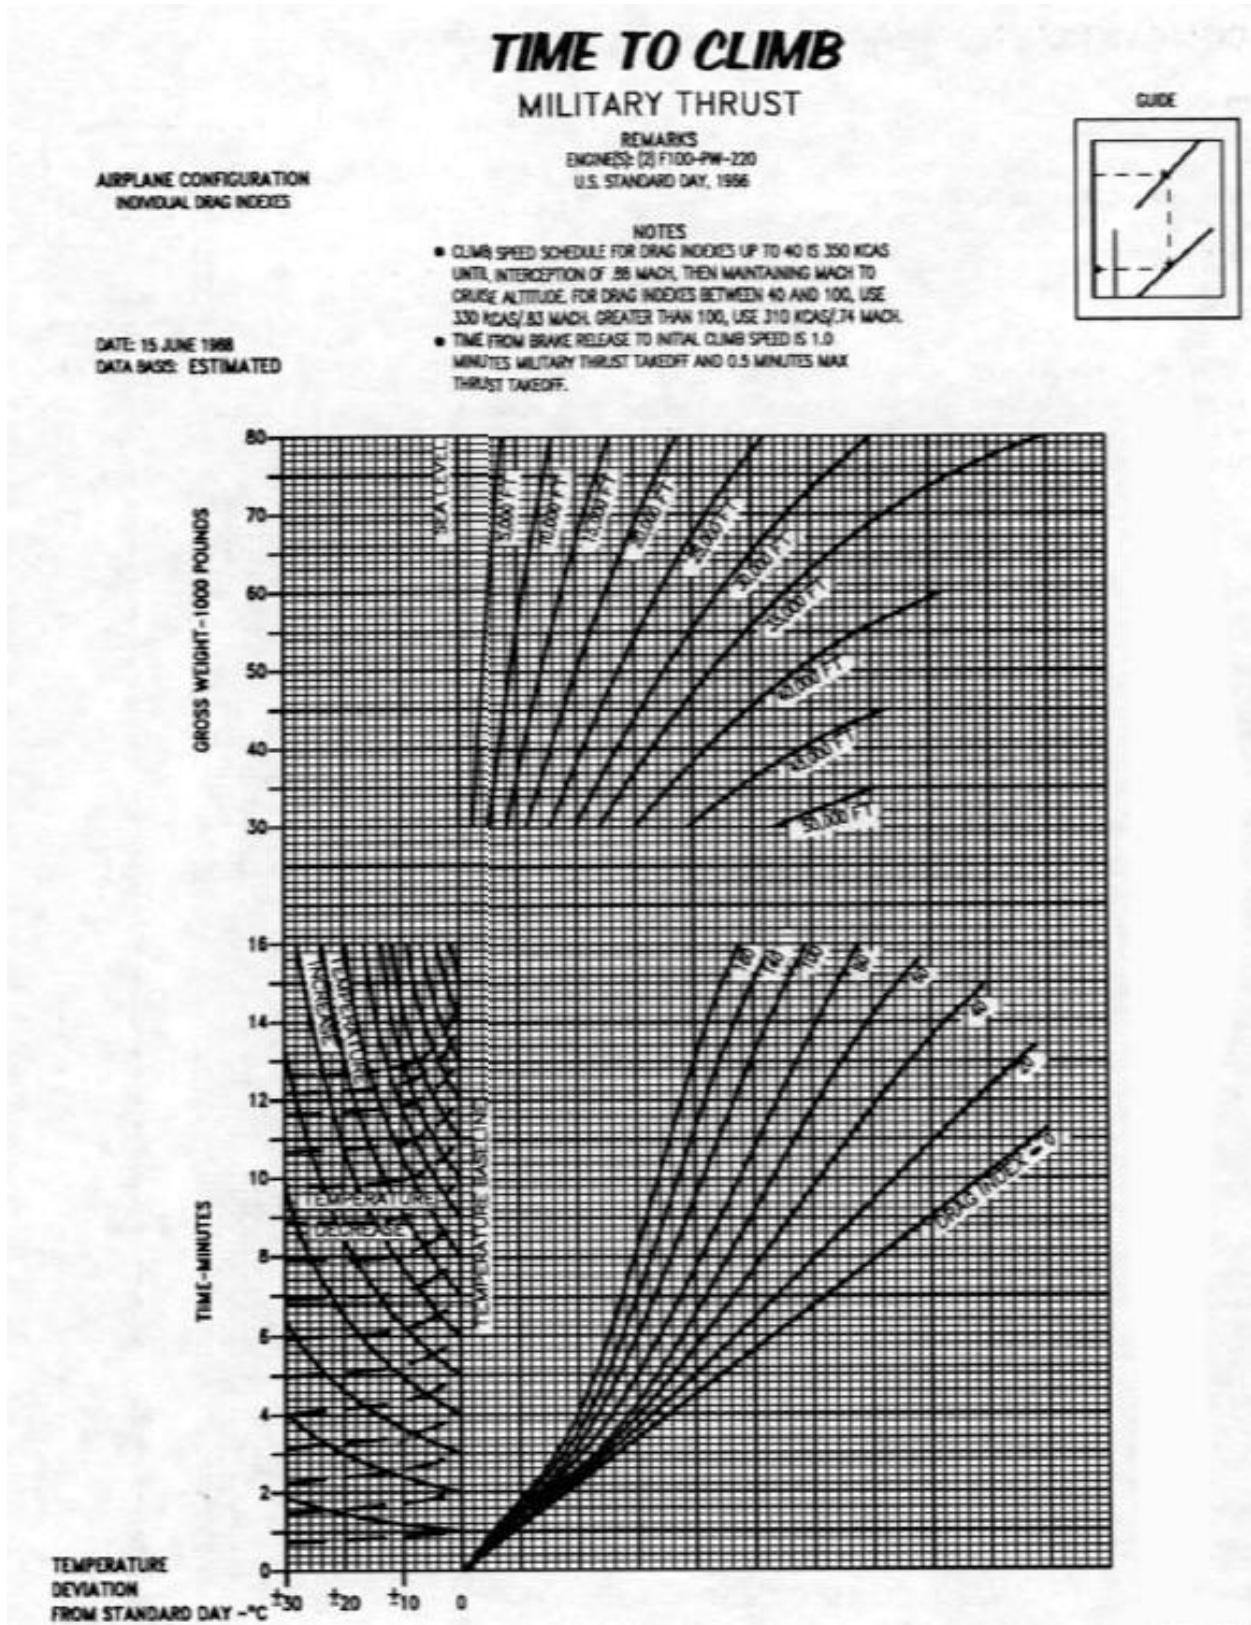 TIME TO CLIMB
MILITARY THRUST
GUIDE
REMARKS
ENGINE(S): (2) F100-PW-220
U.S. STANDARD DAY, 1966
AIRPLANE CONFIGURATION
INDIVIDUAL DRAG INDEXES
NOTES
• CLIMB SPEED SCHEDULE FOR DRAG INDEXES UP TO 40 IS 350 KCAS
UNTIL INTERCEPTION OF .88 MACH, THEN MAINTAINING MACH TO
CRUISE ALTITUDE. FOR DRAG INDEXES BETWEEN 40 AND 100, USE
330 KCAS/.83 MACH. GREATER THAN 100, USE 310 KCAS/.74 MACH.
• TIME FROM BRAKE RELEASE TO INITIAL CLIMB SPEED IS 1.0
MINUTES MILITARY THRUST TAKEOFF AND 0.5 MINUTES MAX
THRUST TAKEOFF.
DATE: 15 JUNE 1988
DATA BASIS: ESTIMATED
GROSS WEIGHT-1000 POUNDS
80
70
60
50
40
30
SEA LEVEL
5,000 FT
10,000 FT
15,000 FT
20,000 FT
25,000 FT
30,000 FT
35,000 FT
40,000 FT
45,000 FT
50,000 FT
TIME-MINUTES
16
14
12
10
8
6
4
2
0
TEMPERATURE
INCREASE
TEMPERATURE
DECREASE
TEMPERATURE BASELINE
100
80
60
40
20
DRAG INDEX = 0
TEMPERATURE
DEVIATION
FROM STANDARD DAY -°C
±30 ±20 ±10 0